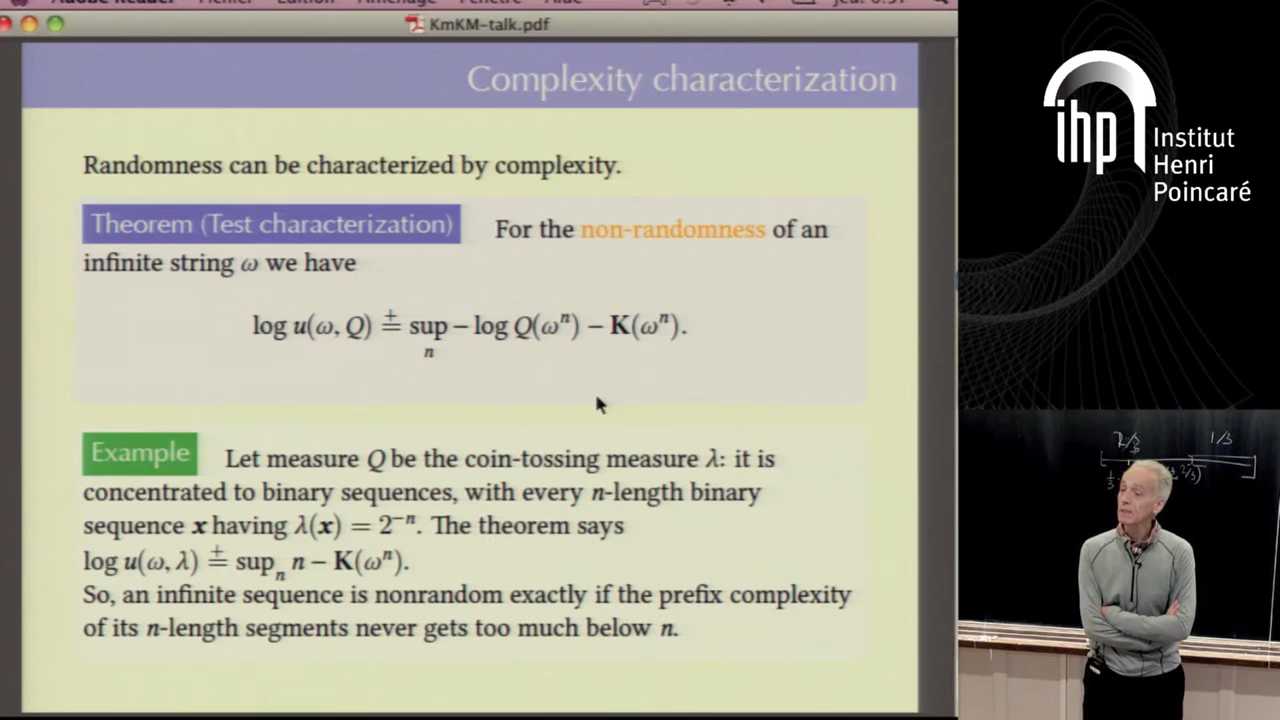 KmKM-talk.pdf
Complexity characterization
Randomness can be characterized by complexity.
Theorem (Test characterization) For the non-randomness of an
infinite string ω we have
log u(ω, Q) ±= sup_n − log Q(ωⁿ) − K(ωⁿ).
Example Let measure Q be the coin-tossing measure λ: it is
concentrated to binary sequences, with every n-length binary
sequence x having λ(x) = 2⁻ⁿ. The theorem says
log u(ω, λ) ±= sup_n n − K(ωⁿ).
So, an infinite sequence is nonrandom exactly if the prefix complexity
of its n-length segments never gets too much below n.
ihp Institut
Henri
Poincaré
2/3 1/3